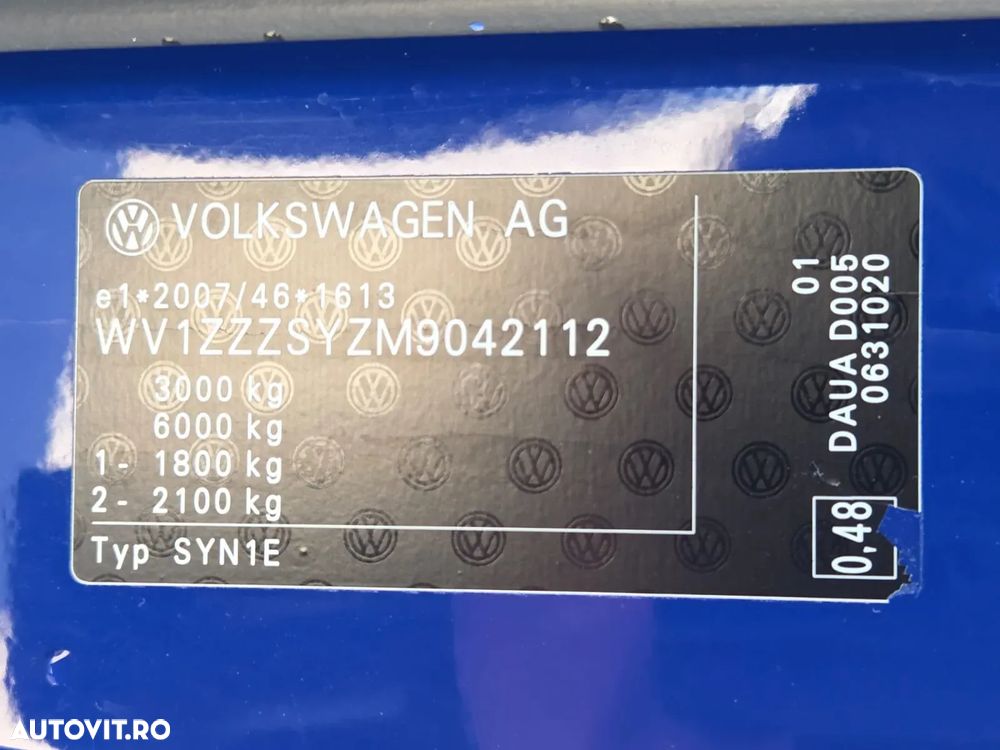 VOLKSWAGEN AG
e1*2007/46*1613
WV1ZZZSYZM9042112
3000 kg
6000 kg
1- 1800 kg
2- 2100 kg
Typ SYN1E
01
DAUA D005
0631020
0,48
AUTOVIT.RO